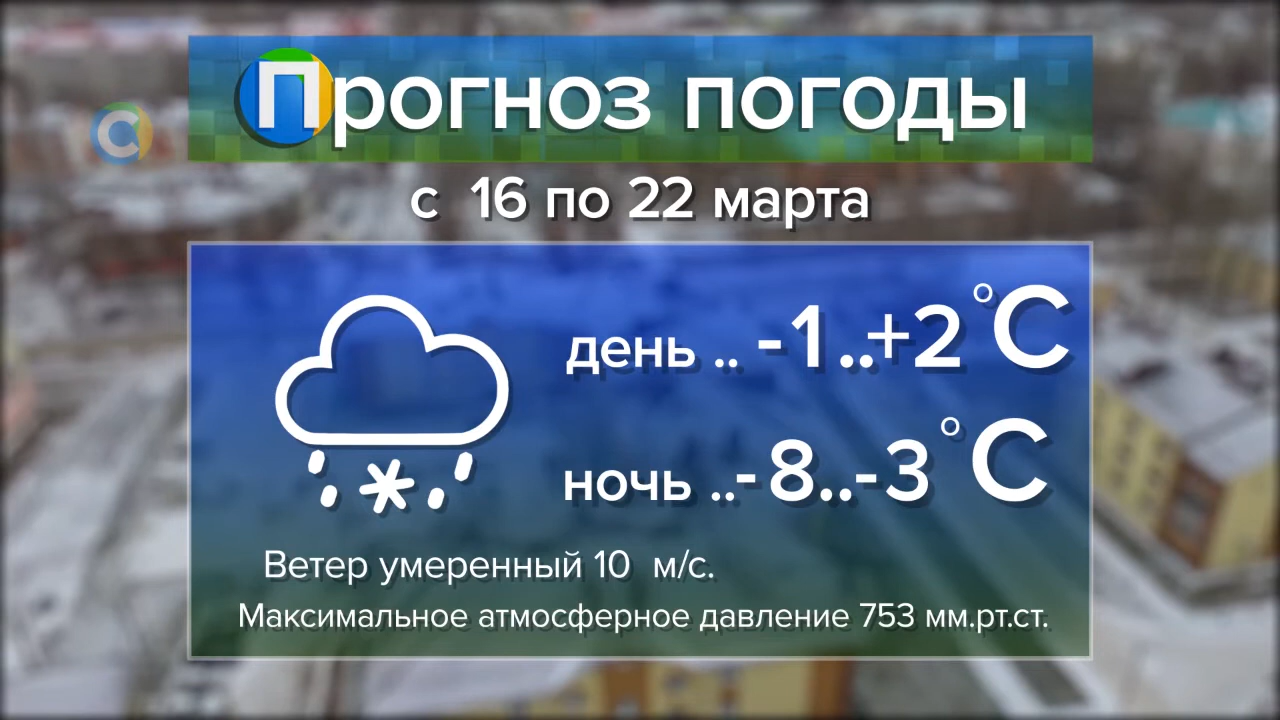 Прогноз погоды
С
с 16 по 22 марта
день .. -1..+2°C
ночь ..-8..-3°C
Ветер умеренный 10 м/с.
Максимальное атмосферное давление 753 мм.рт.ст.